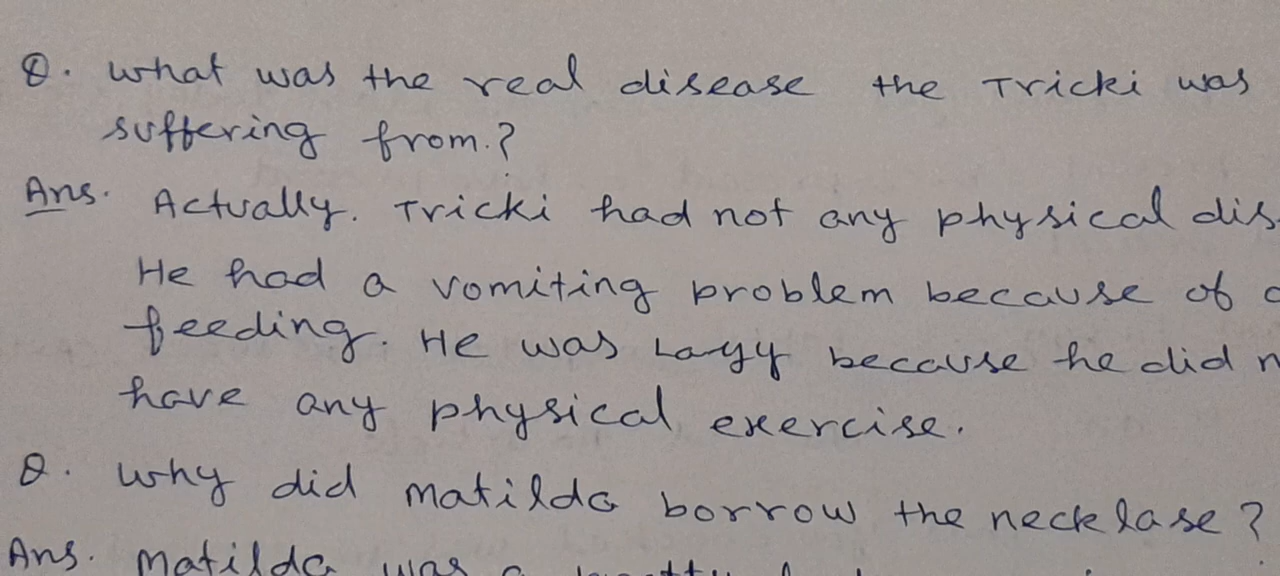 Q. What was the real disease the Tricki was
suffering from.?
Ans. Actually. Tricki had not any physical dis
He had a vomiting problem because of
feeding. He was Lazy because he did
have any physical exercise.
Q. Why did Matilda borrow the necklase?
Ans. Matilda was a